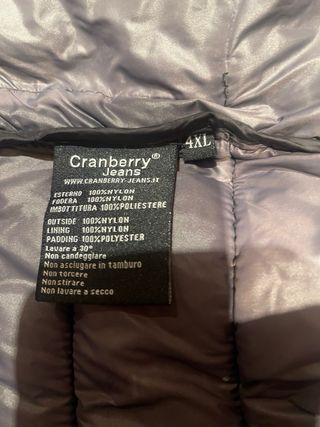 4XL
Cranberry®
Jeans
WWW.CRANBERRY-JEANS.IT
ESTERNO 100%NYLON
FODERA 100%NYLON
IMBOTTITURA 100%POLIESTERE
OUTSIDE 100%NYLON
LINING 100%NYLON
PADDING 100%POLYESTER
Lavare a 30°
Non candeggiare
Non asciugare in tamburo
Non torcere
Non stirare
Non lavare a secco